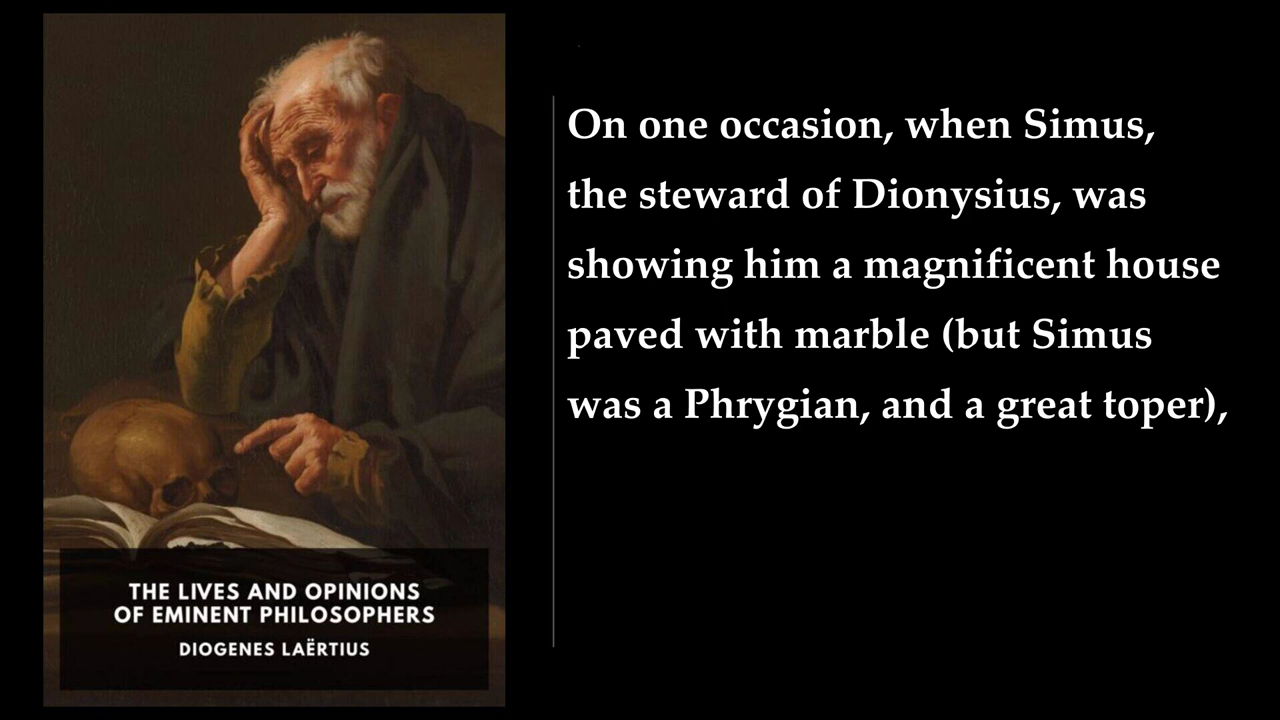 On one occasion, when Simus,
the steward of Dionysius, was
showing him a magnificent house
paved with marble (but Simus
was a Phrygian, and a great toper),
THE LIVES AND OPINIONS
OF EMINENT PHILOSOPHERS
DIOGENES LAËRTIUS